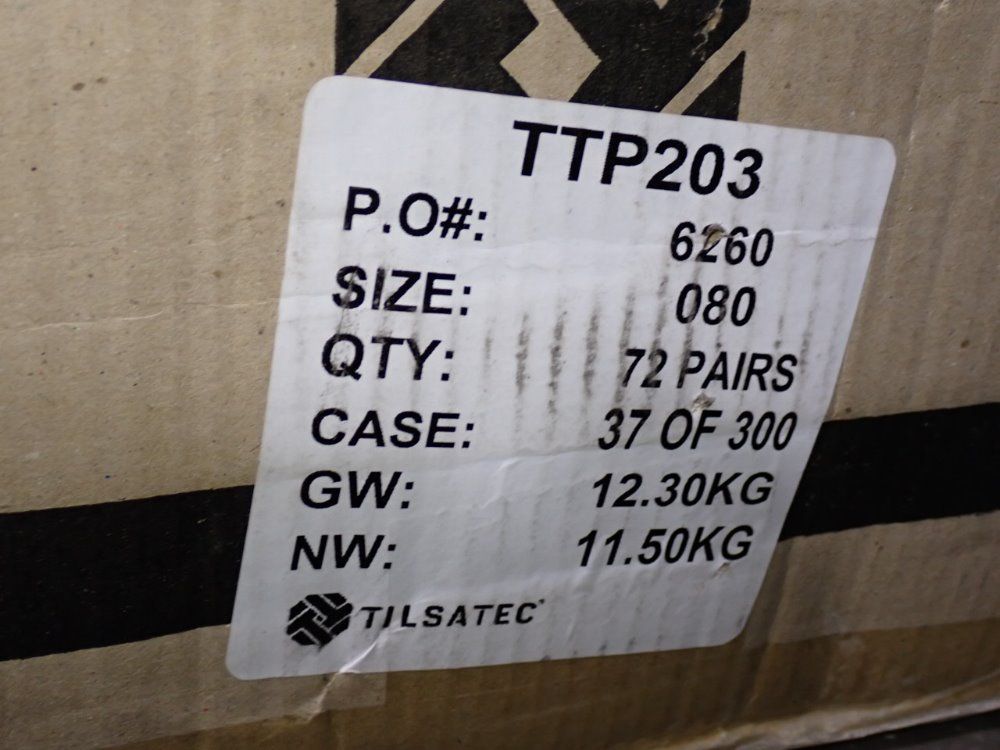 TTP203
P.O#: 6260
SIZE: 080
QTY: 72 PAIRS
CASE: 37 OF 300
GW: 12.30KG
NW: 11.50KG
TILSATEC